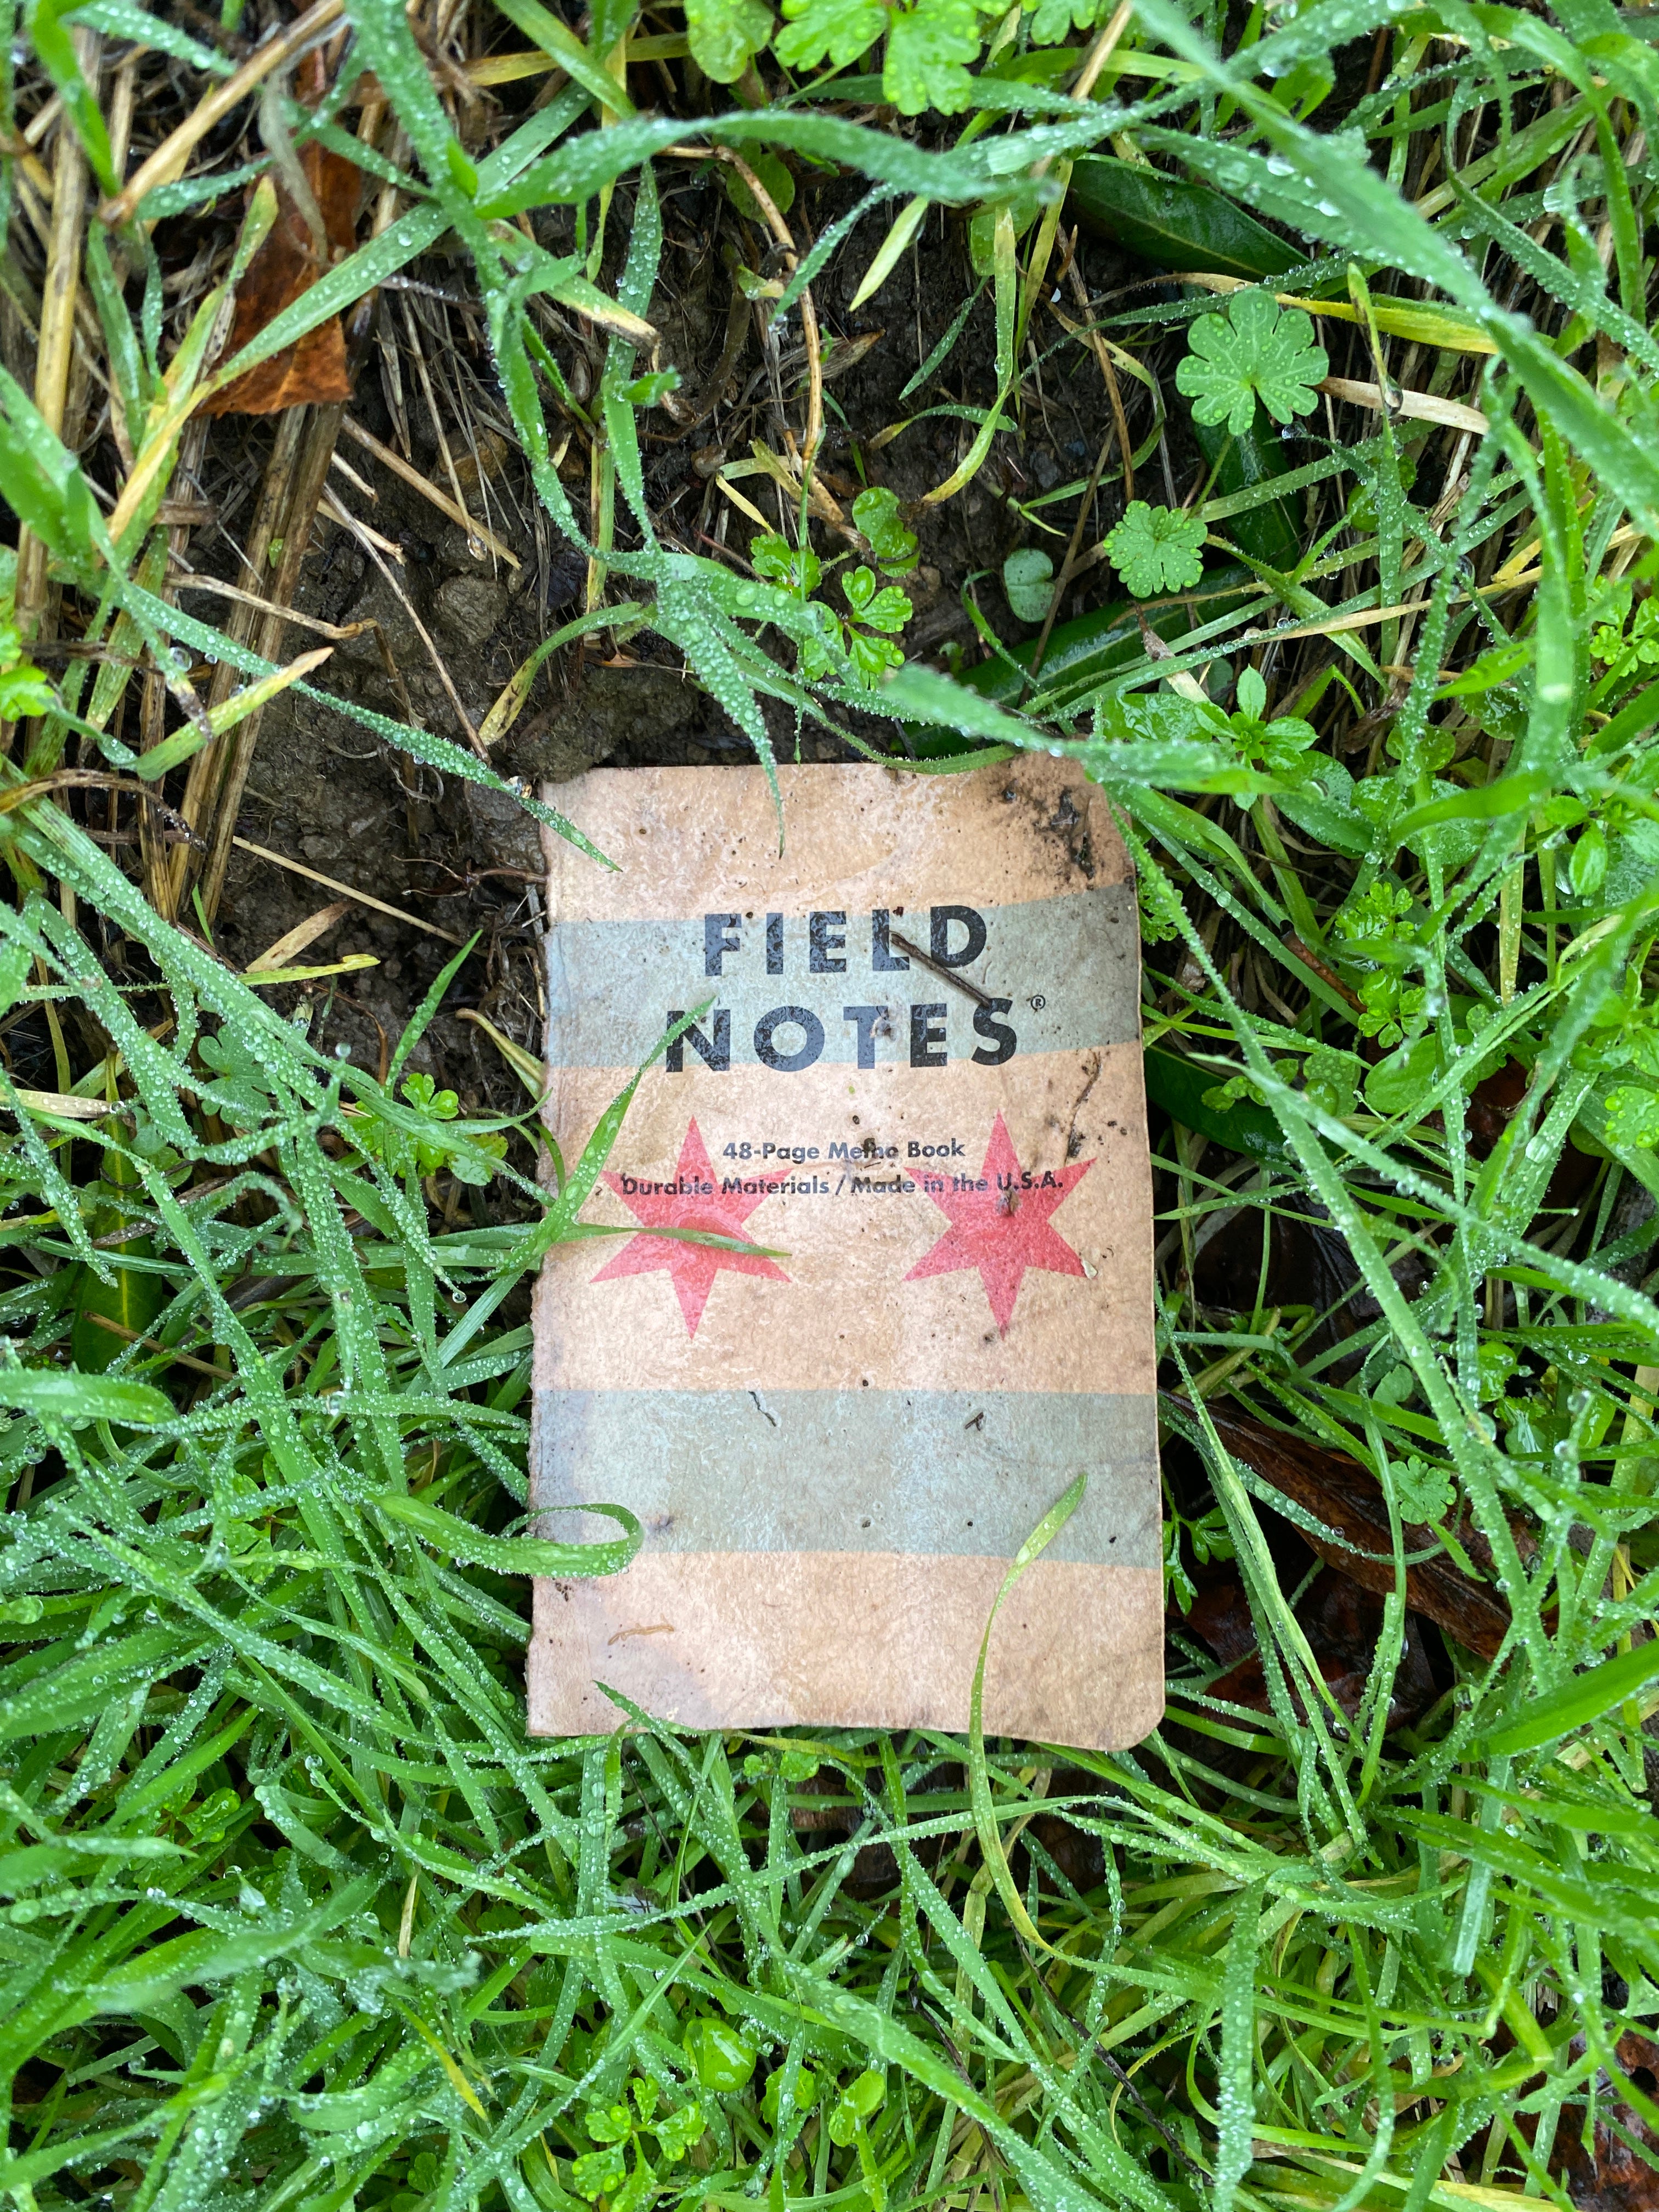 FIELD
NOTES®
48-Page Memo Book
Durable Materials / Made in the U.S.A.